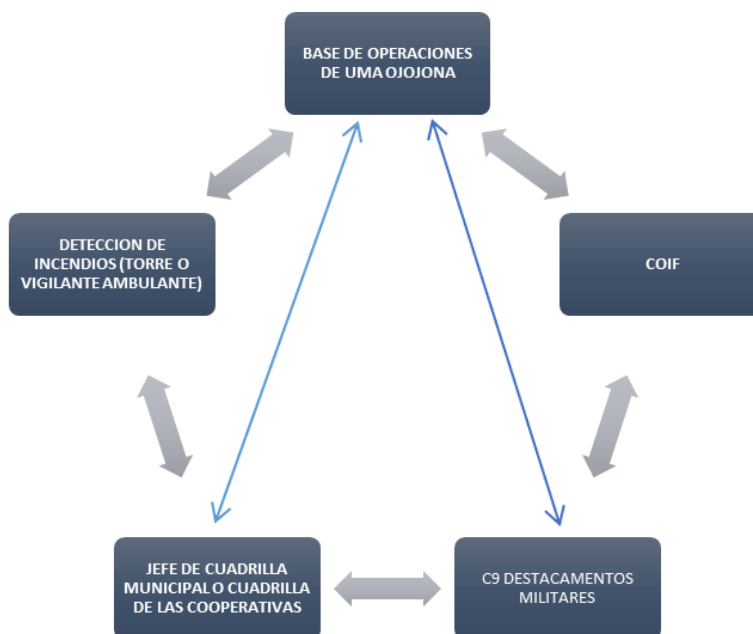 BASE DE OPERACIONES
DE UMA OJOJONA
DETECCION DE
INCENDIOS (TORRE O
VIGILANTE AMBULANTE)
COIF
JEFE DE CUADRILLA
MUNICIPAL O CUADRILLA
DE LAS COOPERATIVAS
C9 DESTACAMENTOS
MILITARES